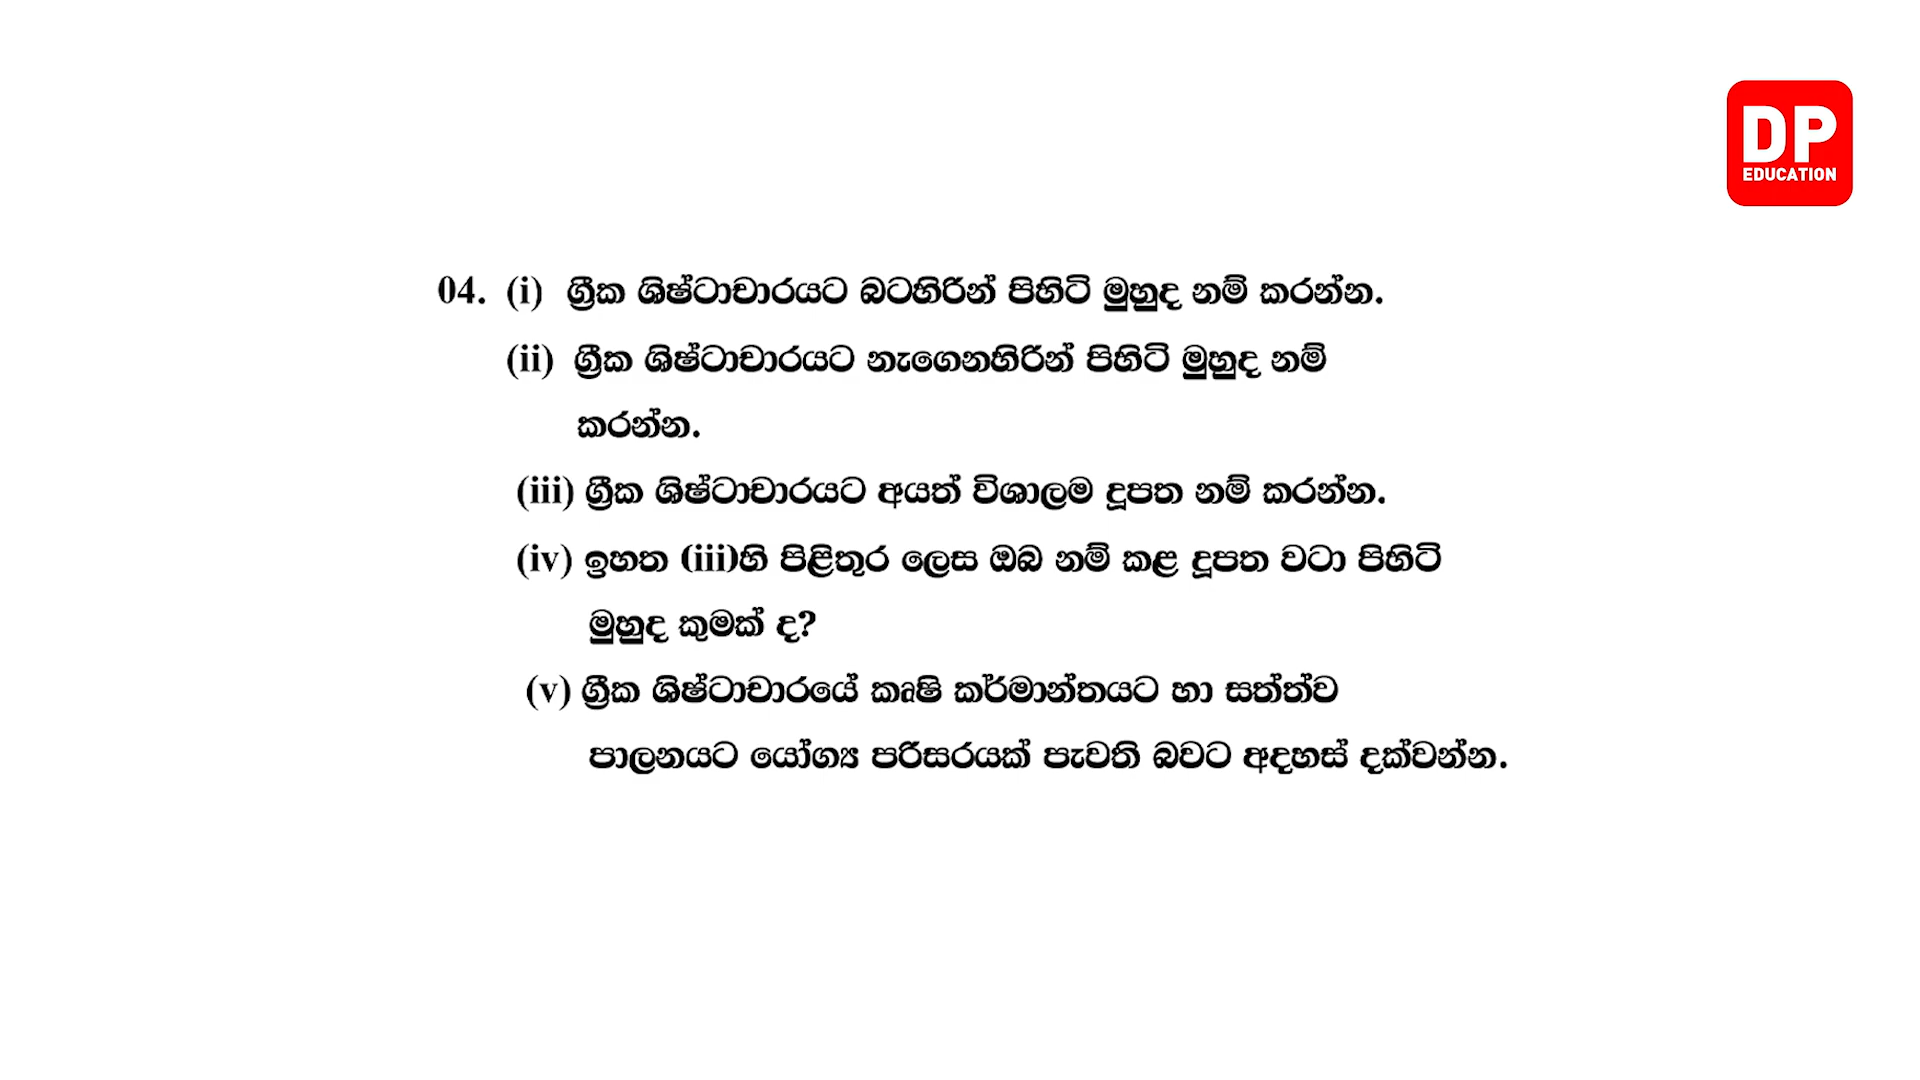 DP
EDUCATION
04. (i) ග්‍රීක ශිෂ්ටාචාරයට බටහිරින් පිහිටි මුහුද නම් කරන්න.
(ii) ග්‍රීක ශිෂ්ටාචාරයට නැගෙනහිරින් පිහිටි මුහුද නම්
කරන්න.
(iii) ග්‍රීක ශිෂ්ටාචාරයට අයත් විශාලම දූපත නම් කරන්න.
(iv) ඉහත (iii)හි පිළිතුර ලෙස ඔබ නම් කළ දූපත වටා පිහිටි
මුහුද කුමක් ද?
(v) ග්‍රීක ශිෂ්ටාචාරයේ කෘෂි කර්මාන්තයට හා සත්ත්ව
පාලනයට යෝග්‍ය පරිසරයක් පැවති බවට අදහස් දක්වන්න.